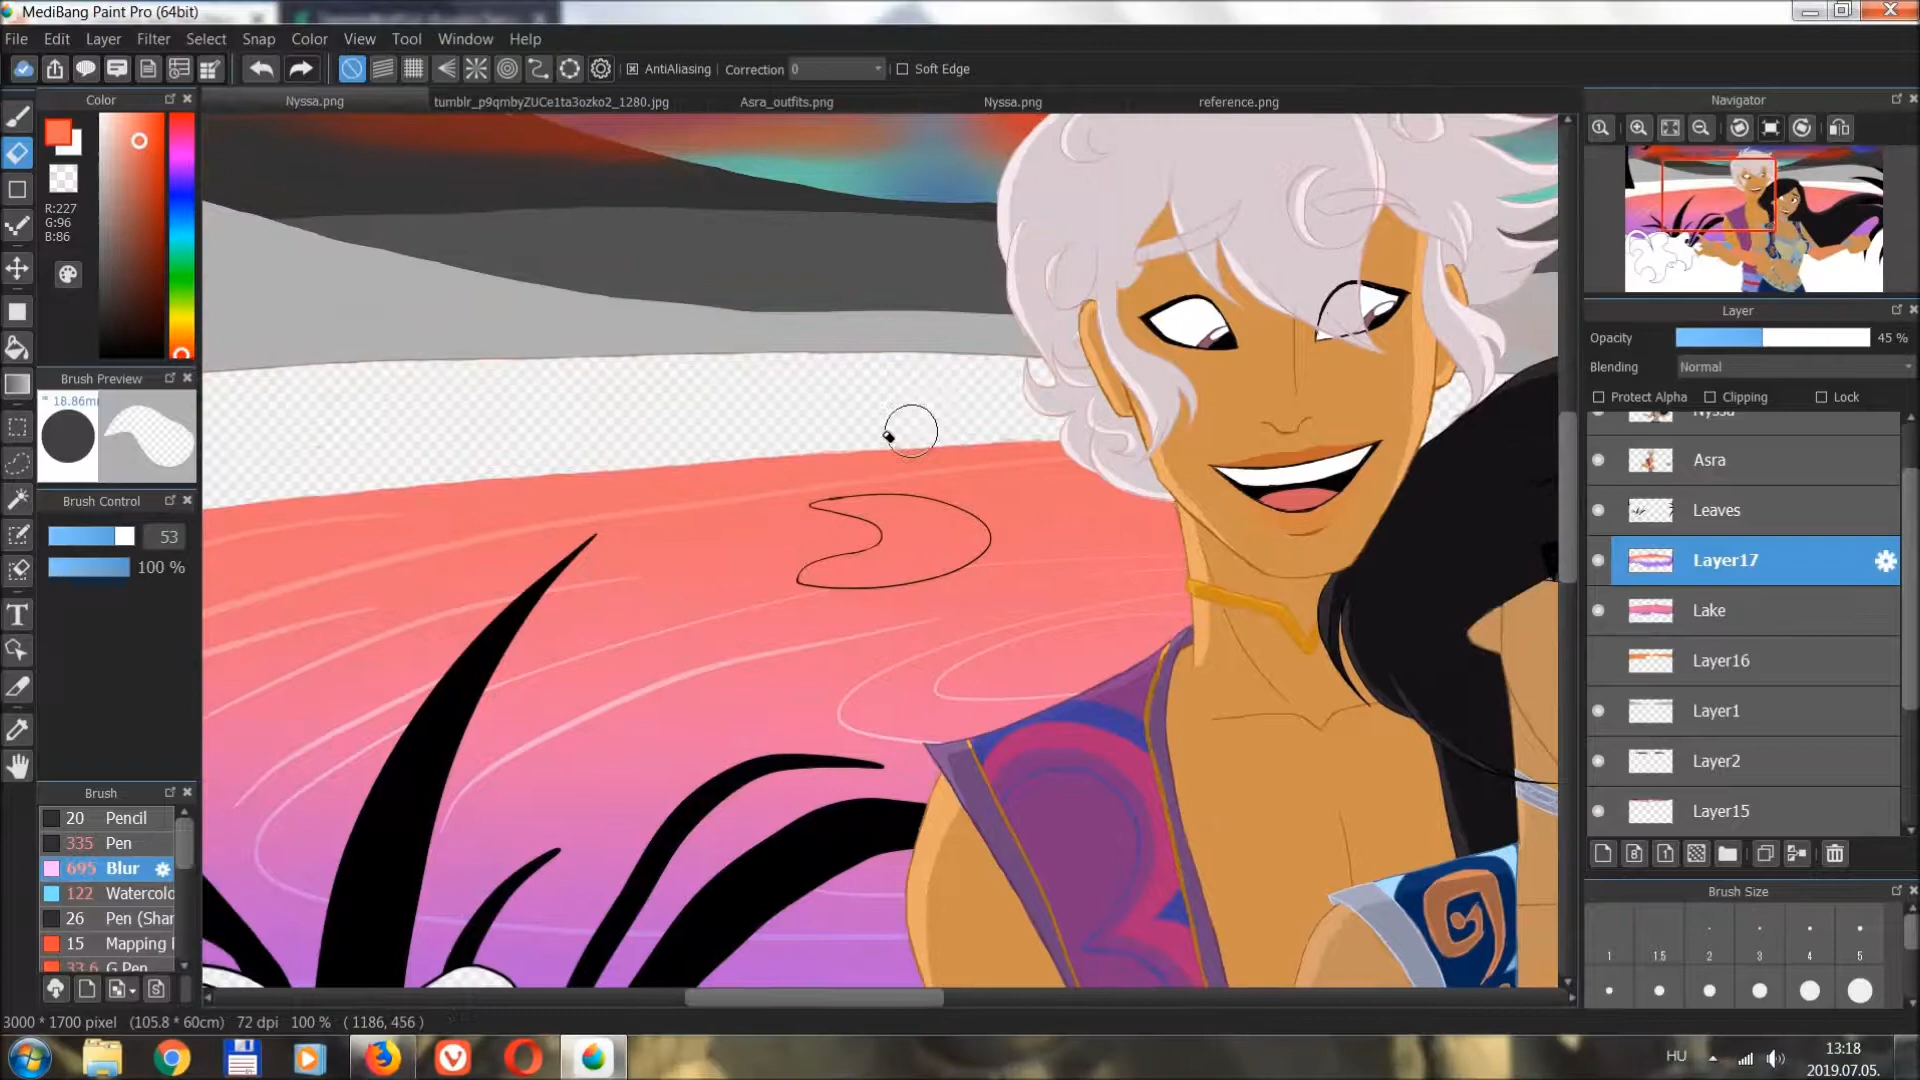 MediBang Paint Pro (64bit)
File Edit Layer Filter Select Snap Color View Tool Window Help
AntiAliasing Correction 0 Soft Edge
Color
Nyssa.png tumblr_p9qmbyZUCe1ta3ozko2_1280.jpg Asra_outfits.png Nyssa.png reference.png
Navigator
R:227
G:96
B:86
Brush Preview
18.86m
Brush Control
53
100 %
Brush
20 Pencil
335 Pen
695 Blur
122 Watercolo
26 Pen (Shar
15 Mapping
33.6 G Pen
Layer
Opacity 45 %
Blending Normal
Protect Alpha Clipping Lock
Nyssa
Asra
Leaves
Layer17
Lake
Layer16
Layer1
Layer2
Layer15
Brush Size
1 1.5 2 3 4 5
3000 * 1700 pixel (105.8 * 60cm) 72 dpi 100 % ( 1186, 456 )
HU
13:18
2019.07.05.